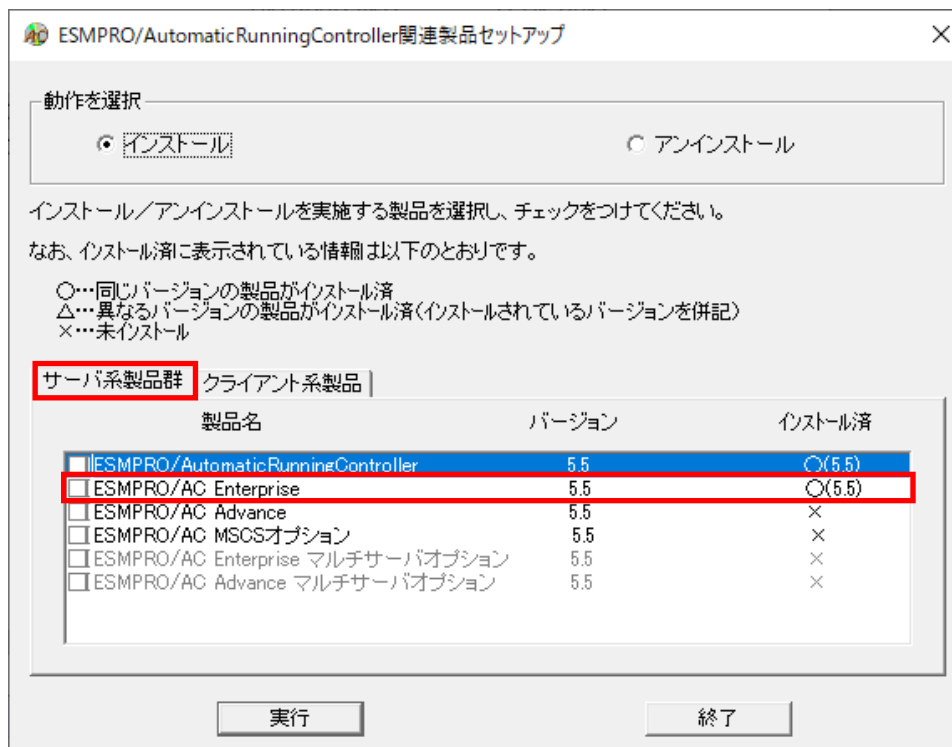 ESMPRO/AutomaticRunningController関連製品セットアップ
動作を選択
インストール
アンインストール
インストール／アンインストールを実施する製品を選択し、チェックをつけてください。
なお、インストール済に表示されている情報は以下のとおりです。
○…同じバージョンの製品がインストール済
△…異なるバージョンの製品がインストール済(インストールされているバージョンを併記)
×…未インストール
サーバ系製品群 クライアント系製品
製品名 バージョン インストール済
ESMPRO/AutomaticRunningController 5.5 ○(5.5)
ESMPRO/AC Enterprise 5.5 ○(5.5)
ESMPRO/AC Advance 5.5 ×
ESMPRO/AC MSCSオプション 5.5 ×
ESMPRO/AC Enterprise マルチサーバオプション 5.5 ×
ESMPRO/AC Advance マルチサーバオプション 5.5 ×
実行 終了